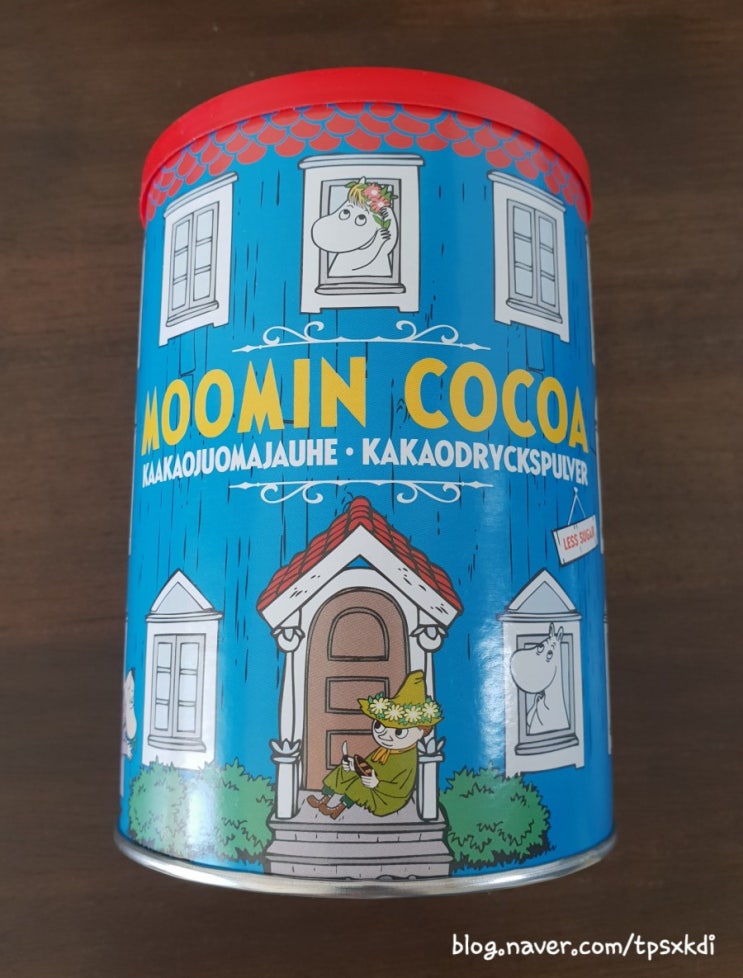 MOOMIN COCOA
KAAKAOJUOMAJAUHE • KAKAODRYCKSPULVER
LESS SUGAR
blog.naver.com/tpsxkdi